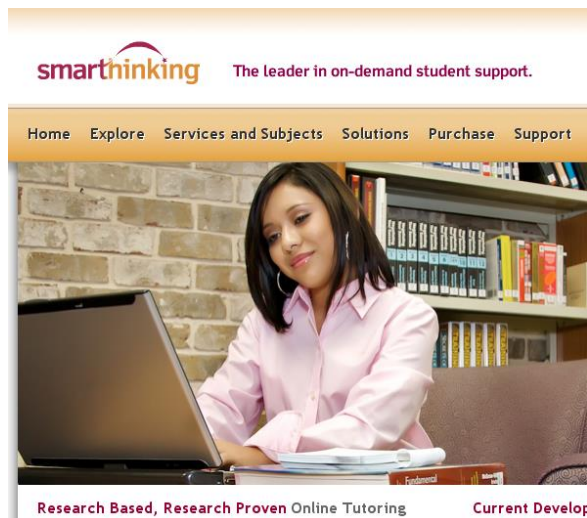 smarthinking The leader in on-demand student support.
Home Explore Services and Subjects Solutions Purchase Support
Fundamental
Research Based, Research Proven Online Tutoring Current Develop